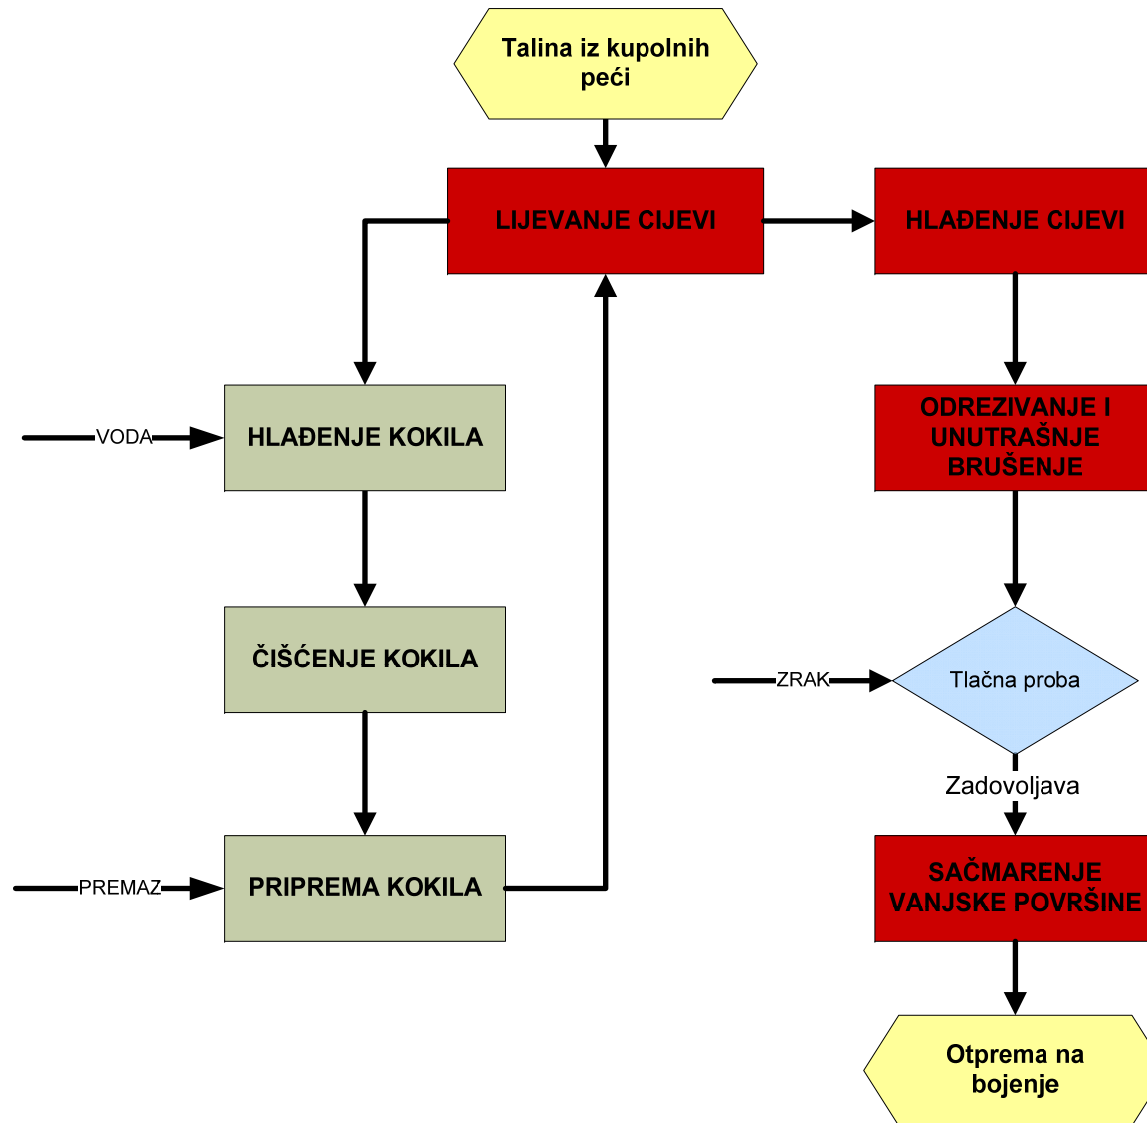 Talina iz kupolnih
peći
LIJEVANJE CIJEVI
HLAĐENJE CIJEVI
ODREZIVANJE I
UNUTRAŠNJE
BRUŠENJE
VODA
HLAĐENJE KOKILA
ČIŠĆENJE KOKILA
ZRAK
Tlačna proba
Zadovoljava
PREMAZ
PRIPREMA KOKILA
SAČMARENJE
VANJSKE POVRŠINE
Otprema na
bojenje